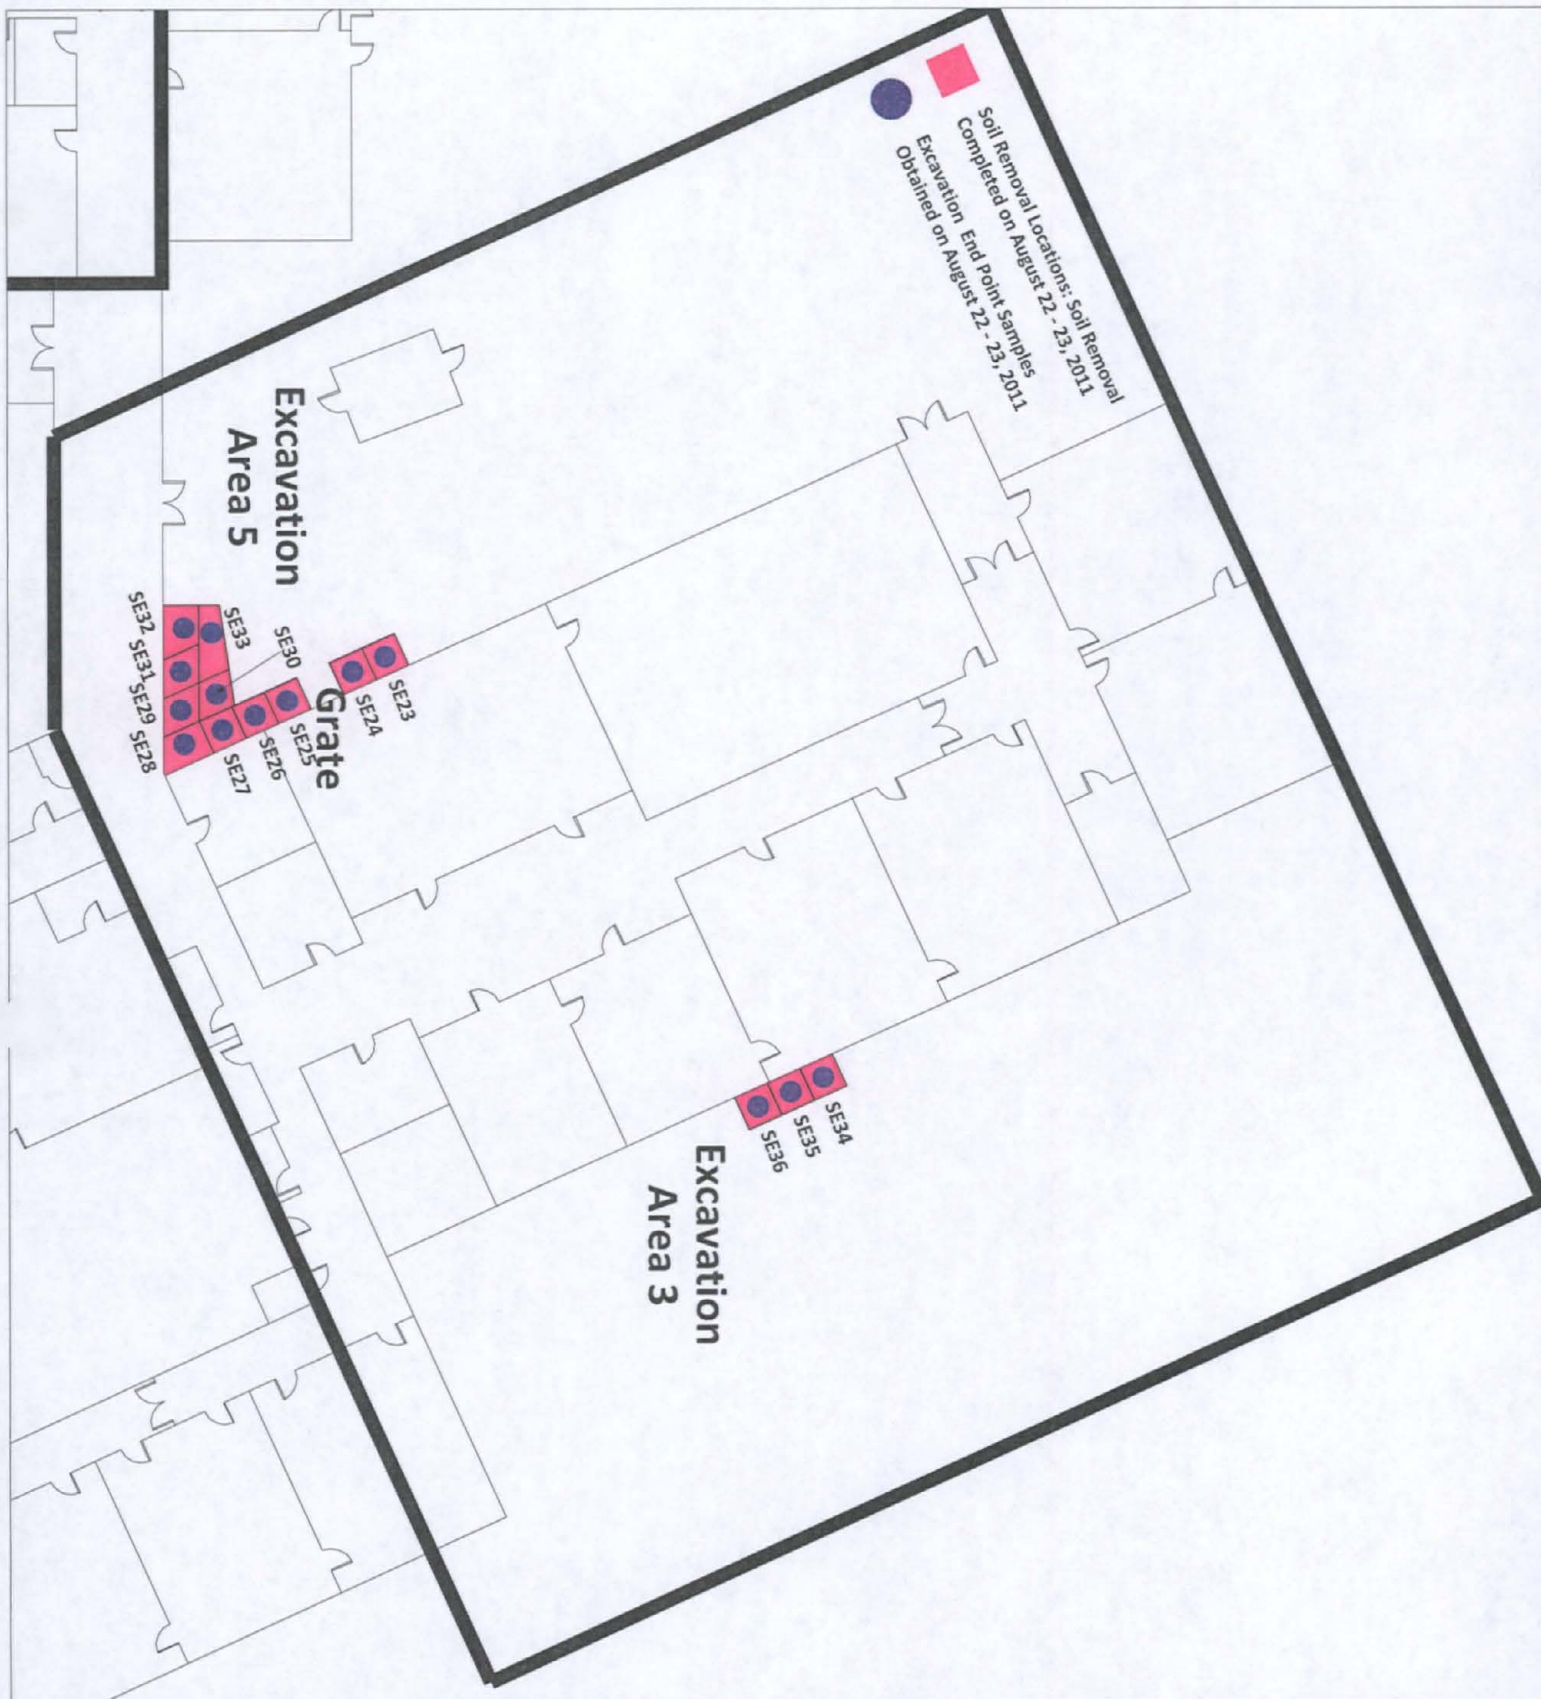 Soil Removal Locations: Soil Removal
Completed on August 22 - 23, 2011
Excavation End Point Samples
Obtained on August 22 - 23, 2011
Excavation
Area 5
SE23
SE24
Grate
SE25
SE26
SE27
SE28
SE29
SE30
SE31
SE32
SE33
SE34
SE35
SE36
Excavation
Area 3